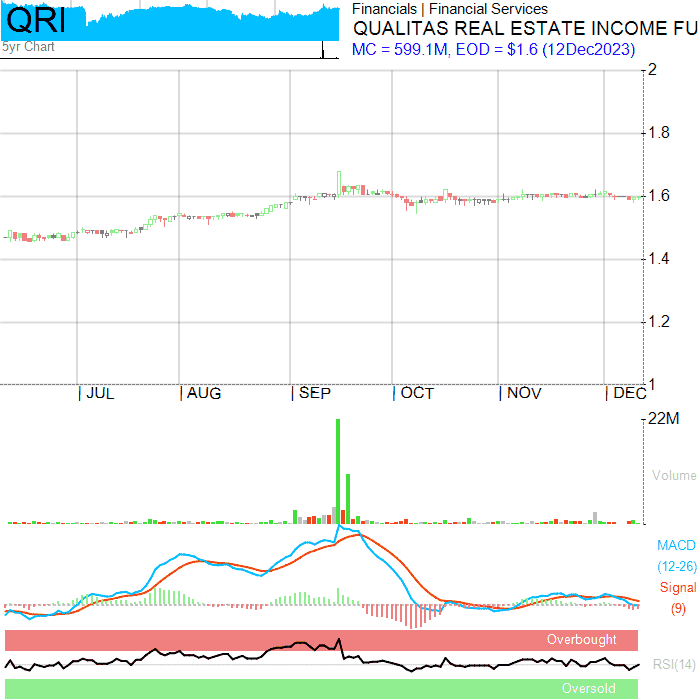 QRI
5yr Chart
Financials | Financial Services
QUALITAS REAL ESTATE INCOME FU
MC = 599.1M, EOD = $1.6 (12Dec2023)
2
1.8
1.6
1.4
1.2
1
| JUL | AUG | SEP | OCT | NOV | DEC
22M
Volume
MACD
(12-26)
Signal
(9)
Overbought
RSI(14)
Oversold